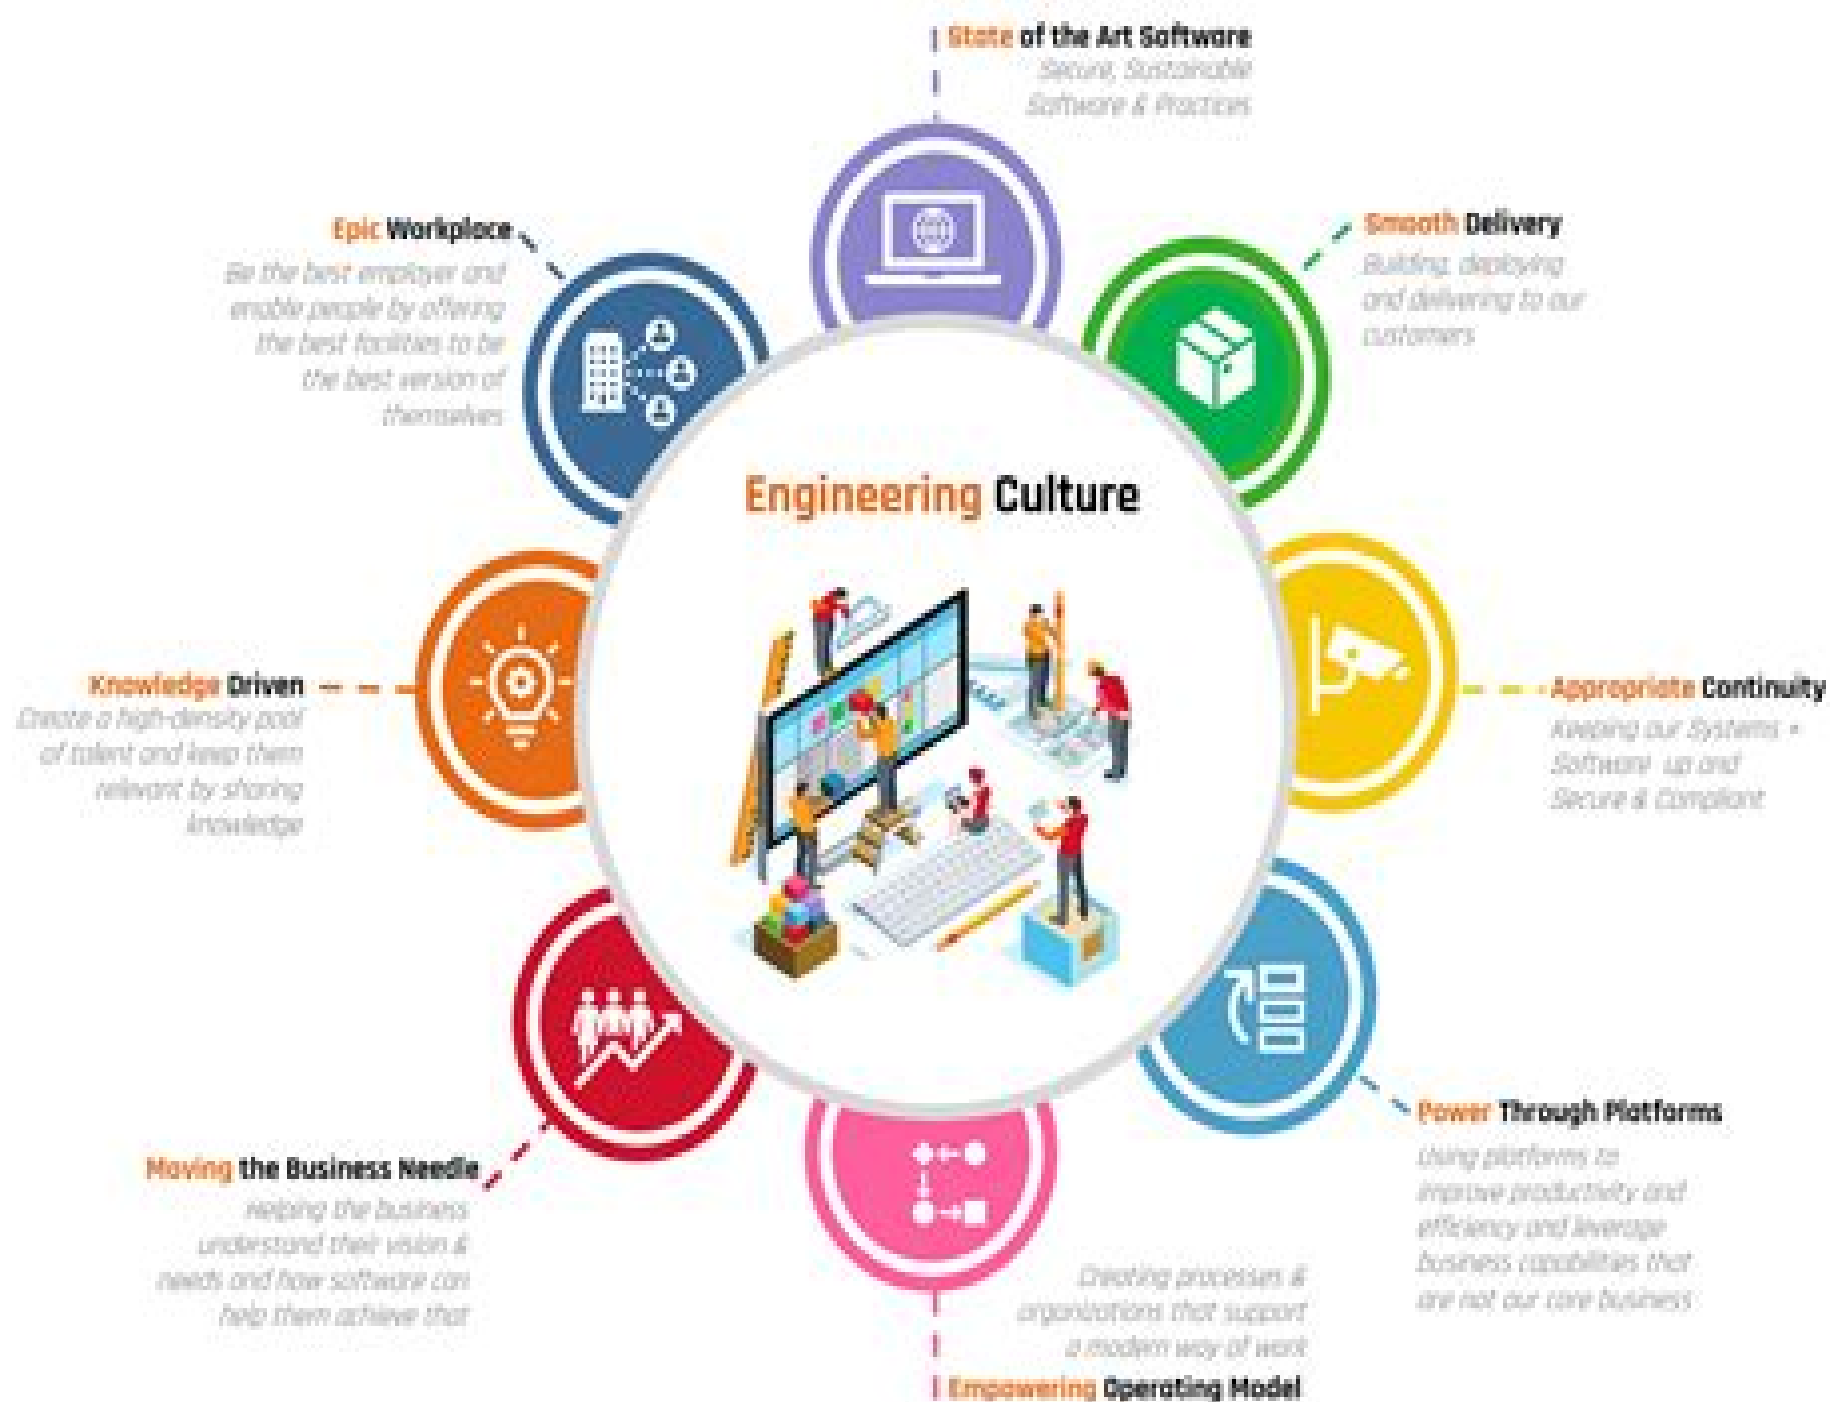 State of the Art Software
Secure, Sustainable
Software & Practices
Smooth Delivery
Building, deploying
and delivering to our
customers
Appropriate Continuity
Keeping our Systems +
Software up and
Secure & Compliant
Power Through Platforms
Using platforms to
improve productivity and
efficiency and leverage
business capabilities that
are not our core business
Creating processes &
organizations that support
a modern way of work
Empowering Operating Model
Moving the Business Needle
Helping the business
understand their vision &
needs and how software can
help them achieve that
Knowledge Driven
Create a high-density pool
of talent and keep them
relevant by sharing
knowledge
Epic Workplace
Be the best employer and
enable people by offering
the best facilities to be
the best version of
themselves
Engineering Culture